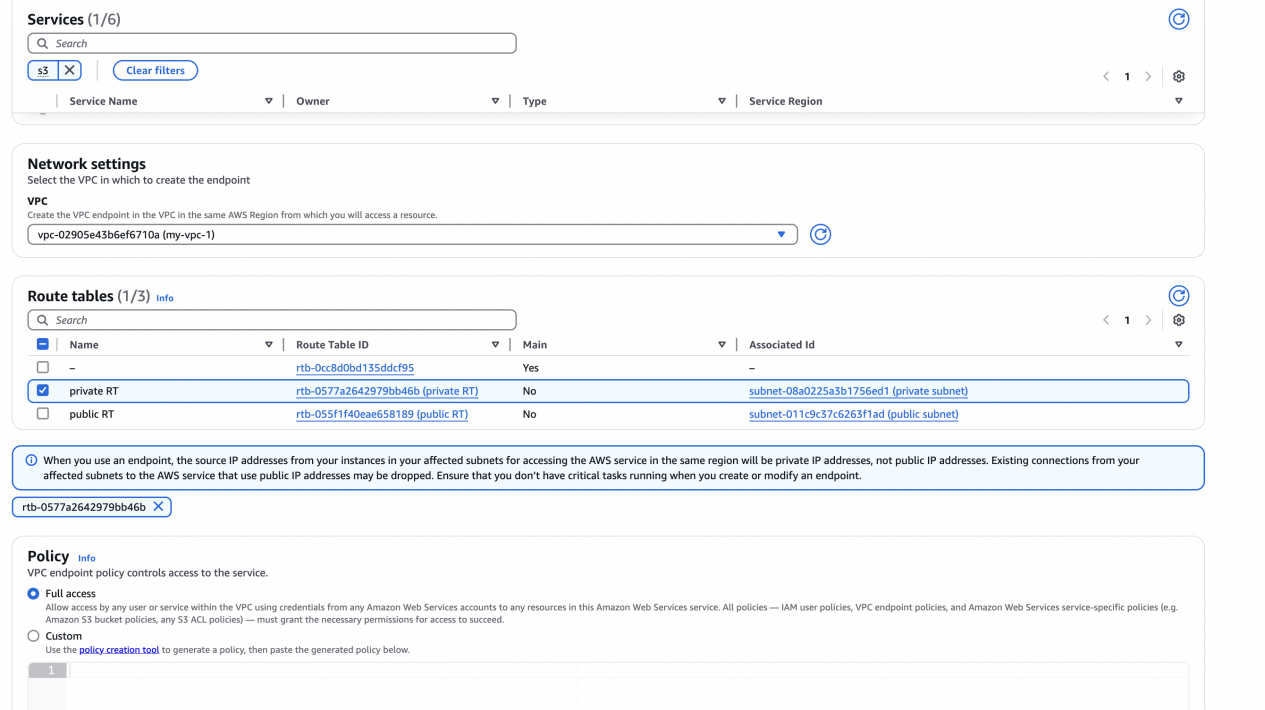 Services (1/6)
Search
s3
Clear filters
1
Service Name Owner Type Service Region
Network settings
Select the VPC in which to create the endpoint
VPC
Create the VPC endpoint in the VPC in the same AWS Region from which you will access a resource.
vpc-02905e43b6ef6710a (my-vpc-1)
Route tables (1/3) Info
Search
1
Name Route Table ID Main Associated Id
– rtb-0cc8d0bd135ddcf95 Yes –
private RT rtb-0577a2642979bb46b (private RT) No subnet-08a0225a3b1756ed1 (private subnet)
public RT rtb-055f1f40eae658189 (public RT) No subnet-011c9c37c6263f1ad (public subnet)
When you use an endpoint, the source IP addresses from your instances in your affected subnets for accessing the AWS service in the same region will be private IP addresses, not public IP addresses. Existing connections from your
affected subnets to the AWS service that use public IP addresses may be dropped. Ensure that you don't have critical tasks running when you create or modify an endpoint.
rtb-0577a2642979bb46b
Policy Info
VPC endpoint policy controls access to the service.
Full access
Allow access by any user or service within the VPC using credentials from any Amazon Web Services accounts to any resources in this Amazon Web Services service. All policies — IAM user policies, VPC endpoint policies, and Amazon Web Services service-specific policies (e.g.
Amazon S3 bucket policies, any S3 ACL policies) — must grant the necessary permissions for access to succeed.
Custom
Use the policy creation tool to generate a policy, then paste the generated policy below.
1